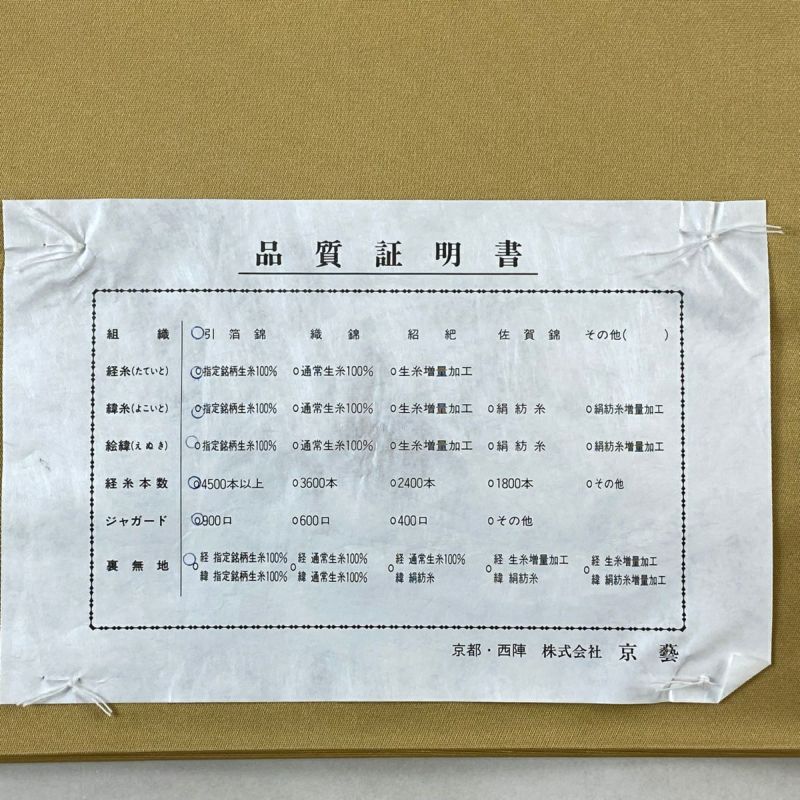 品質証明書
組織 ○引箔錦 織錦 紹紦 佐賀錦 その他( )
経糸(たていと) ○指定銘柄生糸100% ○通常生糸100% ○生糸増量加工
緯糸(よこいと) ○指定銘柄生糸100% ○通常生糸100% ○生糸増量加工 ○絹紡糸 ○絹紡糸増量加工
絵緯(えぬき) ○指定銘柄生糸100% ○通常生糸100% ○生糸増量加工 ○絹紡糸 ○絹紡糸増量加工
経糸本数 ○4500本以上 ○3600本 ○2400本 ○1800本 ○その他
ジャガード ○900口 ○600口 ○400口 ○その他
裏無地 ○経 指定銘柄生糸100% 緯 指定銘柄生糸100% ○経 通常生糸100% 緯 通常生糸100% ○経 通常生糸100% 緯 絹紡糸 ○経 生糸増量加工 緯 絹紡糸 ○経 生糸増量加工 緯 絹紡糸増量加工
京都・西陣 株式会社 京藝